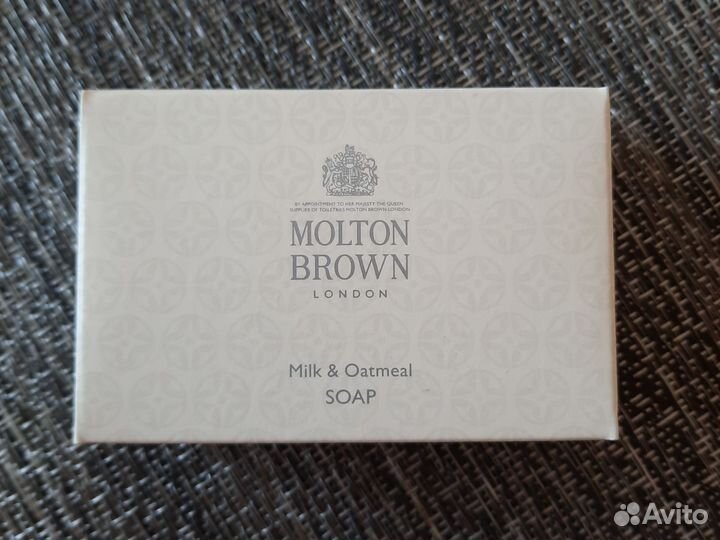 BY APPOINTMENT TO HER MAJESTY THE QUEEN
SUPPLIER OF TOILETRIES MOLTON BROWN LONDON
MOLTON
BROWN
LONDON
Milk & Oatmeal
SOAP
Avito